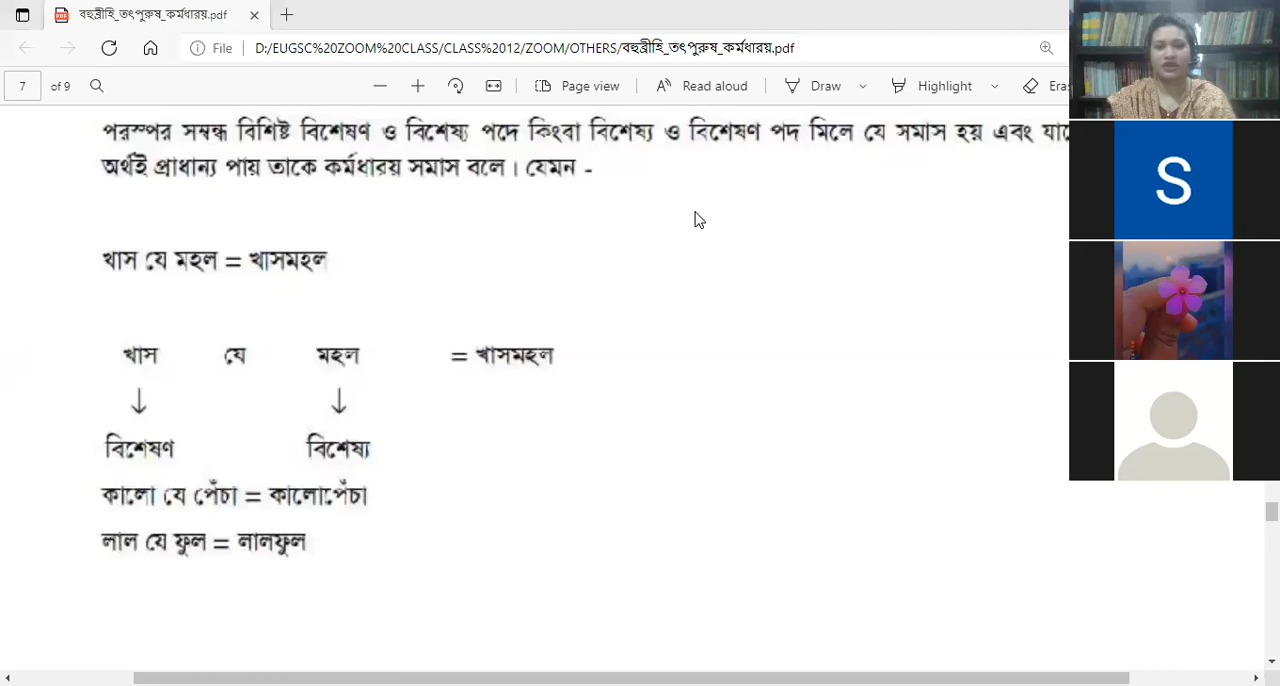 বহুব্রীহি_তৎপুরুষ_কর্মধারয়.pdf
File D:/EUGSC%20ZOOM%20CLASS/CLASS%2012/ZOOM/OTHERS/বহুব্রীহি_তৎপুরুষ_কর্মধারয়.pdf
7 of 9 Page view Read aloud Draw Highlight
পরস্পর সম্বন্ধ বিশিষ্ট বিশেষণ ও বিশেষ্য পদে কিংবা বিশেষ্য ও বিশেষণ পদ মিলে যে সমাস হয় এবং
অর্থই প্রাধান্য পায় তাকে কর্মধারয় সমাস বলে। যেমন -
খাস যে মহল = খাসমহল
খাস যে মহল = খাসমহল
↓ ↓
বিশেষণ বিশেষ্য
কালো যে পেঁচা = কালোপেঁচা
লাল যে ফুল = লালফুল
S